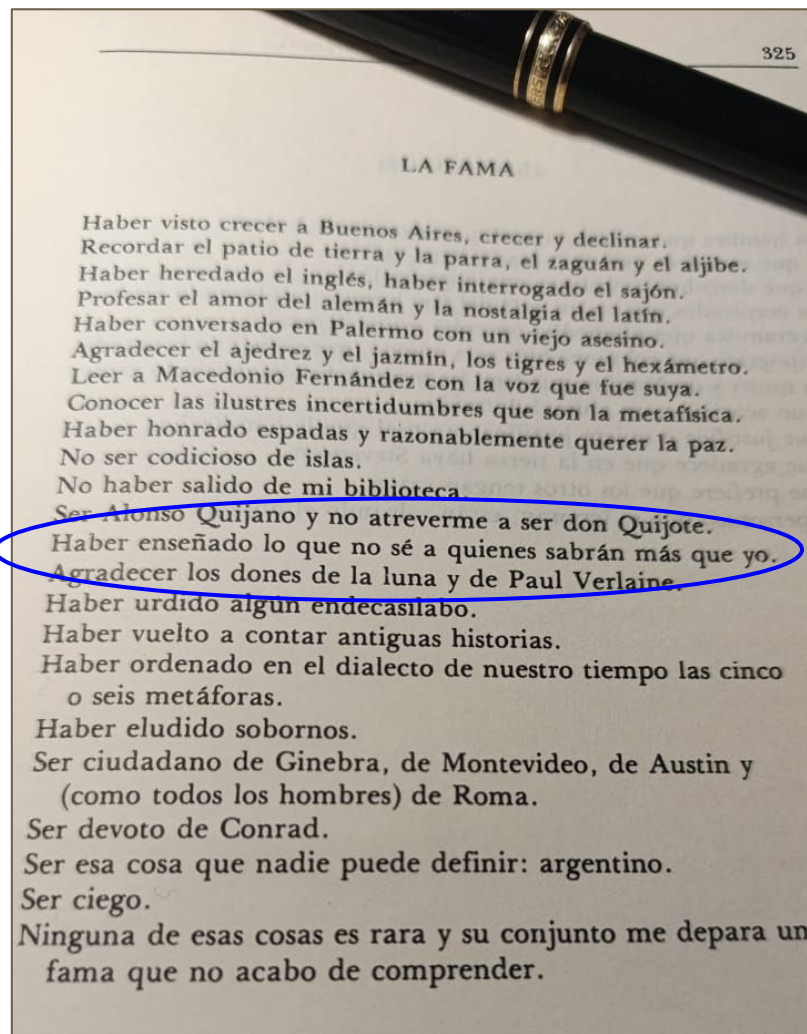 325
LA FAMA
Haber visto crecer a Buenos Aires, crecer y declinar.
Recordar el patio de tierra y la parra, el zaguán y el aljibe.
Haber heredado el inglés, haber interrogado el sajón.
Profesar el amor del alemán y la nostalgia del latín.
Haber conversado en Palermo con un viejo asesino.
Agradecer el ajedrez y el jazmín, los tigres y el hexámetro.
Leer a Macedonio Fernández con la voz que fue suya.
Conocer las ilustres incertidumbres que son la metafísica.
Haber honrado espadas y razonablemente querer la paz.
No ser codicioso de islas.
No haber salido de mi biblioteca.
Ser Alonso Quijano y no atreverme a ser don Quijote.
Haber enseñado lo que no sé a quienes sabrán más que yo.
Agradecer los dones de la luna y de Paul Verlaine.
Haber urdido algún endecasílabo.
Haber vuelto a contar antiguas historias.
Haber ordenado en el dialecto de nuestro tiempo las cinco
o seis metáforas.
Haber eludido sobornos.
Ser ciudadano de Ginebra, de Montevideo, de Austin y
(como todos los hombres) de Roma.
Ser devoto de Conrad.
Ser esa cosa que nadie puede definir: argentino.
Ser ciego.
Ninguna de esas cosas es rara y su conjunto me depara un
fama que no acabo de comprender.